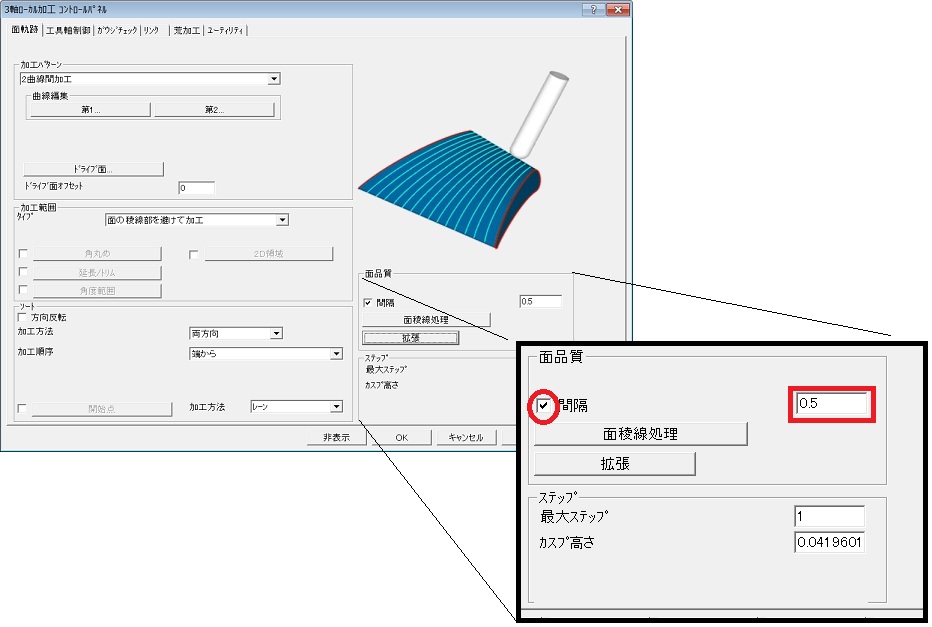 3軸ﾛｰｶﾙ加工 ｺﾝﾄﾛｰﾙﾊﾟﾈﾙ
面軌跡 工具軸制御 ｶﾞｳｼﾞﾁｪｯｸ ﾘﾝｸ 荒加工 ﾕｰﾃｨﾘﾃｨ
加工ﾊﾟﾀｰﾝ
2曲線間加工
曲線編集
第1... 第2...
ﾄﾞﾗｲﾌﾞ面...
ﾄﾞﾗｲﾌﾞ面ｵﾌｾｯﾄ 0
加工範囲
ﾀｲﾌﾟ 面の稜線部を避けて加工
角丸め 2D領域
延長/ﾄﾘﾑ
角度範囲
ｿｰﾄ
方向反転
加工方法 両方向
加工順序 端から
開始点 加工方法 ﾚｰﾝ
面品質
間隔 0.5
面稜線処理
拡張
ｽﾃｯﾌﾟ
最大ｽﾃｯﾌﾟ
ｶｽﾌﾟ高さ
非表示 OK ｷｬﾝｾﾙ
面品質
間隔 0.5
面稜線処理
拡張
ｽﾃｯﾌﾟ
最大ｽﾃｯﾌﾟ 1
ｶｽﾌﾟ高さ 0.0419601